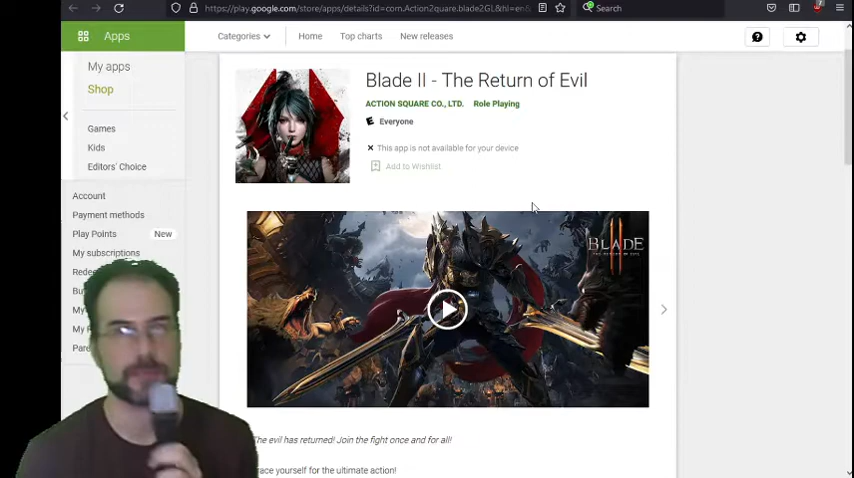 https://play.google.com/store/apps/details?id=com.Action2quare.blade2GL&hl=en&
Search
7
Apps
Categories
Home
Top charts
New releases
My apps
Shop
Games
Kids
Editors' Choice
Account
Payment methods
Play Points
New
My subscriptions
Blade II - The Return of Evil
ACTION SQUARE CO., LTD.
Role Playing
Everyone
This app is not available for your device
Add to Wishlist
BLADE II
THE RETURN OF EVIL
The evil has returned! Join the fight once and for all!
race yourself for the ultimate action!